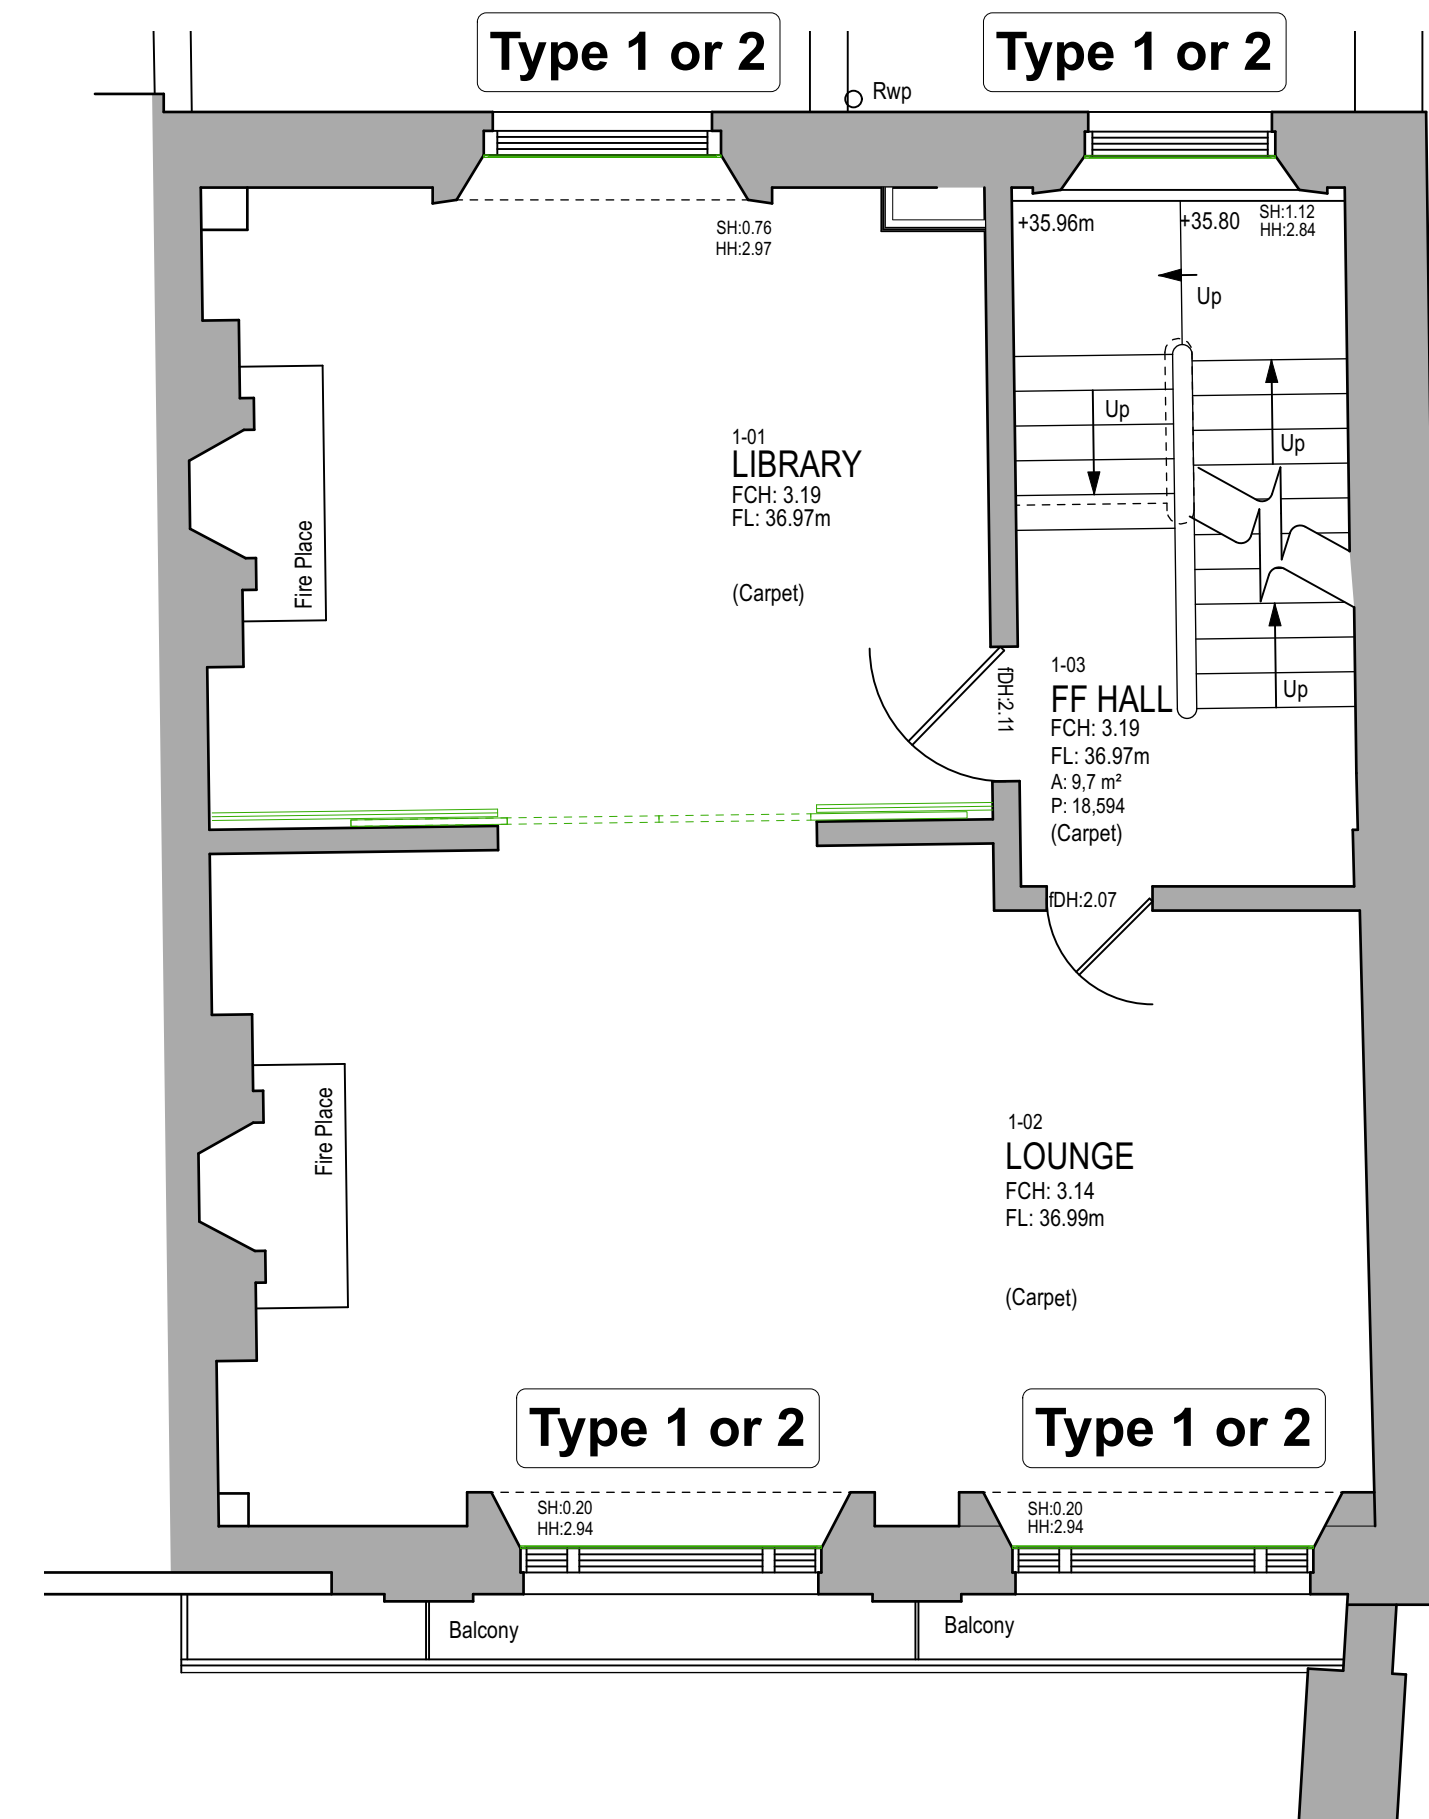 Type 1 or 2
Type 1 or 2
Rwp
SH:0.76
HH:2.97
+35.96m
+35.80
SH:1.12
HH:2.84
Up
Up
Up
1-01
LIBRARY
FCH: 3.19
FL: 36.97m
(Carpet)
Fire Place
fDH:2.11
1-03
FF HALL
FCH: 3.19
FL: 36.97m
A: 9,7 m²
P: 18,594
(Carpet)
Up
fDH:2.07
Fire Place
1-02
LOUNGE
FCH: 3.14
FL: 36.99m
(Carpet)
Type 1 or 2
Type 1 or 2
SH:0.20
HH:2.94
SH:0.20
HH:2.94
Balcony
Balcony